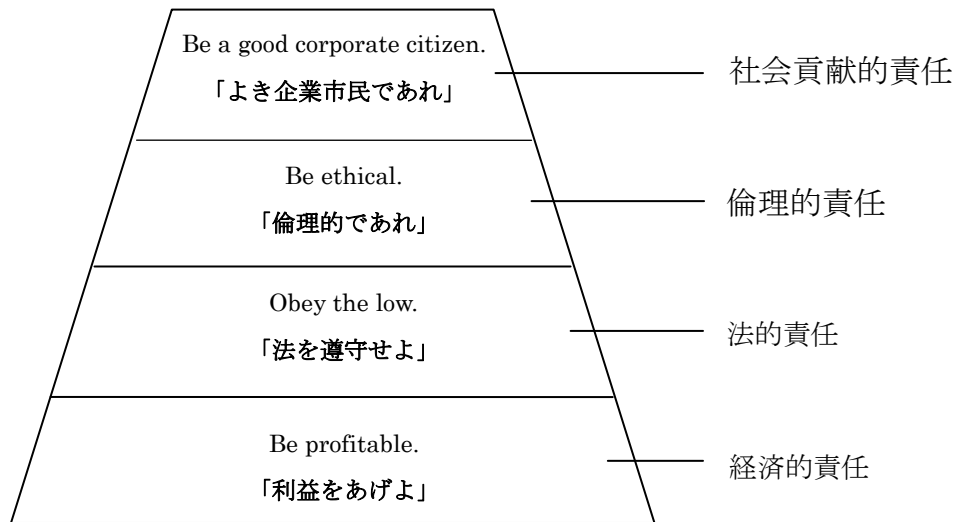 Be a good corporate citizen.
「よき企業市民であれ」
社会貢献的責任
Be ethical.
「倫理的であれ」
倫理的責任
Obey the low.
「法を遵守せよ」
法的責任
Be profitable.
「利益をあげよ」
経済的責任